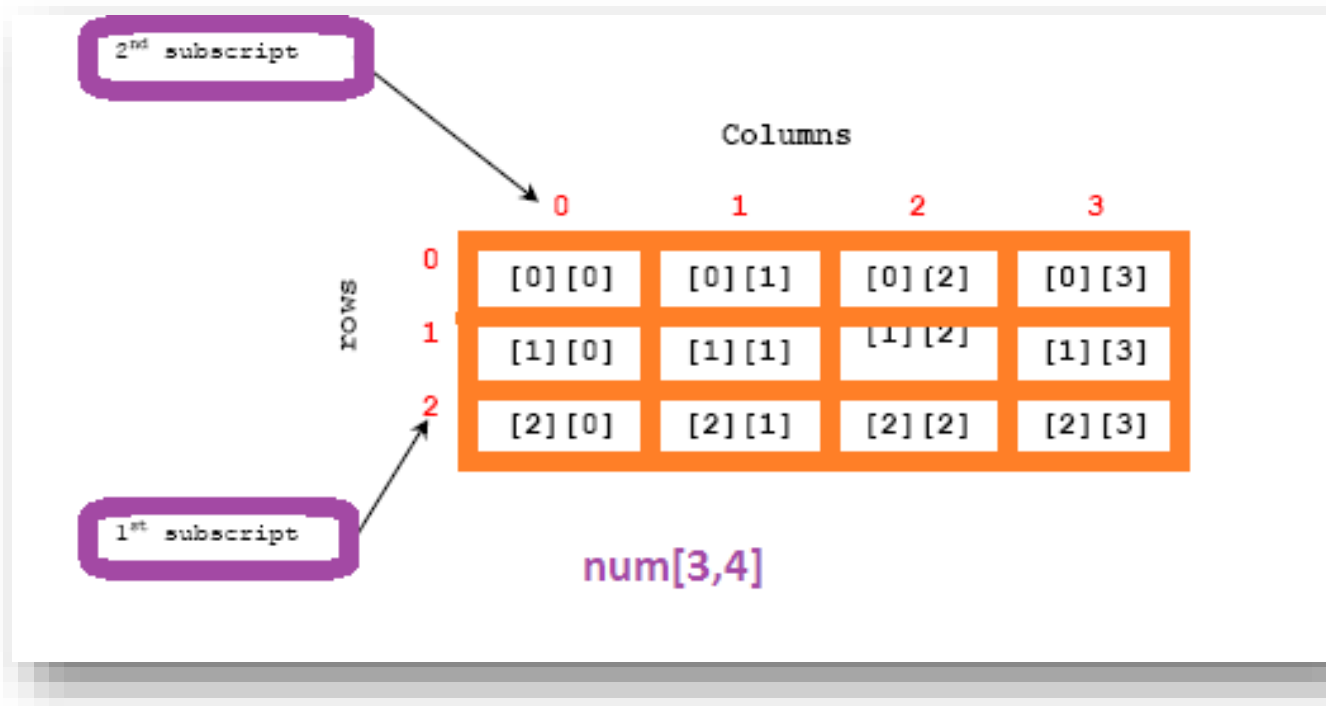 2nd subscript
Columns
0 1 2 3
rows
0 [0][0] [0][1] [0][2] [0][3]
1 [1][0] [1][1] [1][2] [1][3]
2 [2][0] [2][1] [2][2] [2][3]
1st subscript
num[3,4]